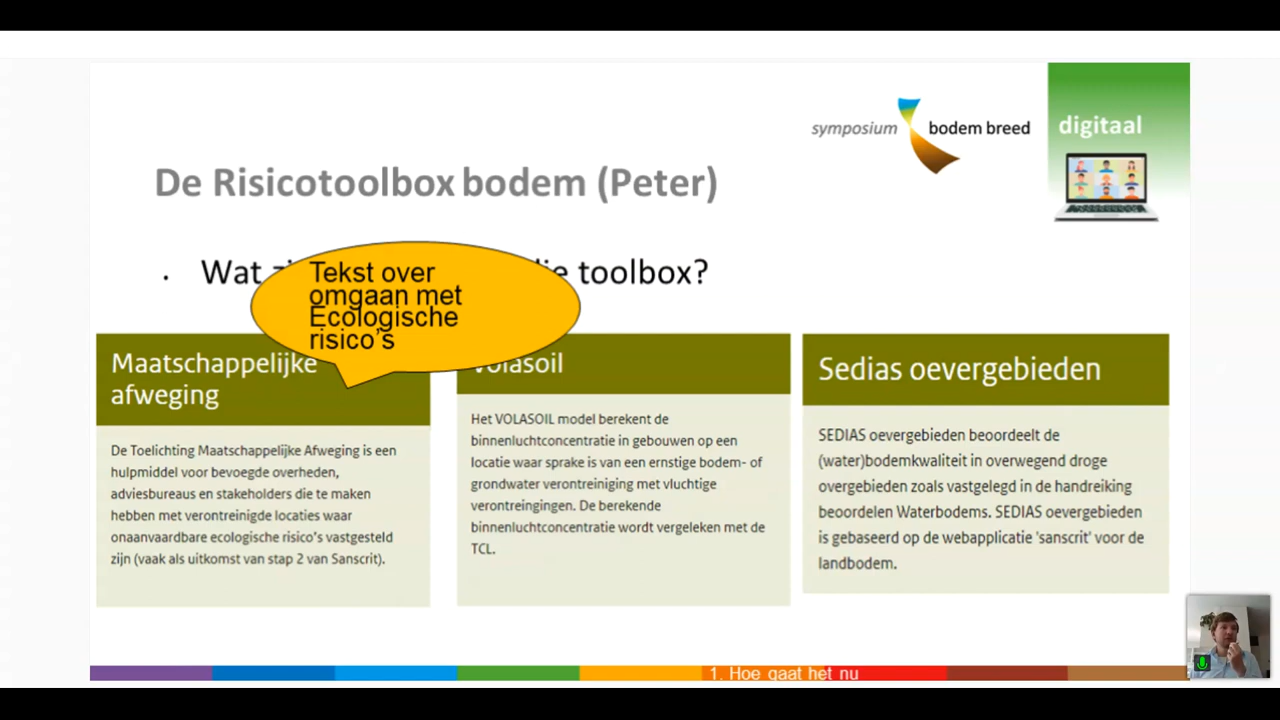 symposium bodem breed
digitaal
De Risicotoolbox bodem (Peter)
• Wat toolbox?
Tekst over
omgaan met
Ecologische
risico's
Maatschappelijke
afweging
De Toelichting Maatschappelijke Afweging is een
hulpmiddel voor bevoegde overheden,
adviesbureaus en stakeholders die te maken
hebben met verontreinigde locaties waar
onaanvaardbare ecologische risico's vastgesteld
zijn (vaak als uitkomst van stap 2 van Sanscrit).
Volasoil
Het VOLASOIL model berekent de
binnenluchtconcentratie in gebouwen op een
locatie waar sprake is van een ernstige bodem- of
grondwater verontreiniging met vluchtige
verontreingingen. De berekende
binnenluchtconcentratie wordt vergeleken met de
TCL.
Sedias oevergebieden
SEDIAS oevergebieden beoordeelt de
(water)bodemkwaliteit in overwegend droge
overgebieden zoals vastgelegd in de handreiking
beoordelen Waterbodems. SEDIAS oevergebieden
is gebaseerd op de webapplicatie 'sanscrit' voor de
landbodem.
1. Hoe gaat het nu